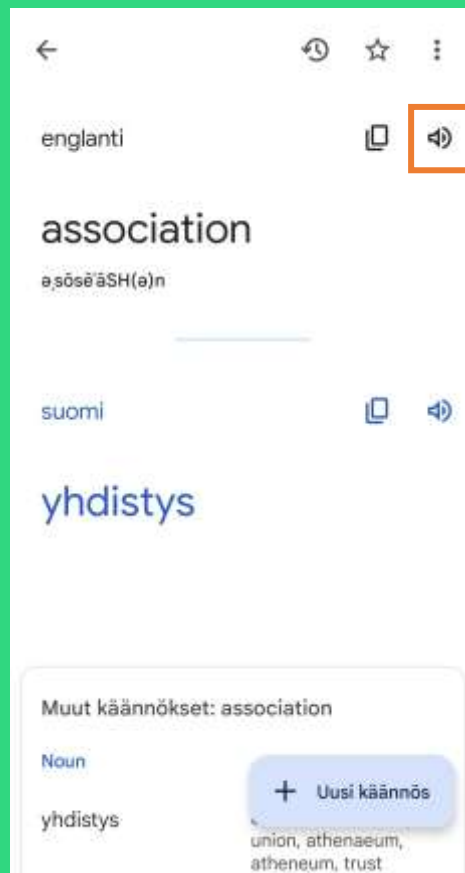 englanti
association
ə͵sōsēˈāSH(ə)n
suomi
yhdistys
Muut käännökset: association
Noun
+ Uusi käännös
yhdistys
union, athenaeum,
atheneum, trust